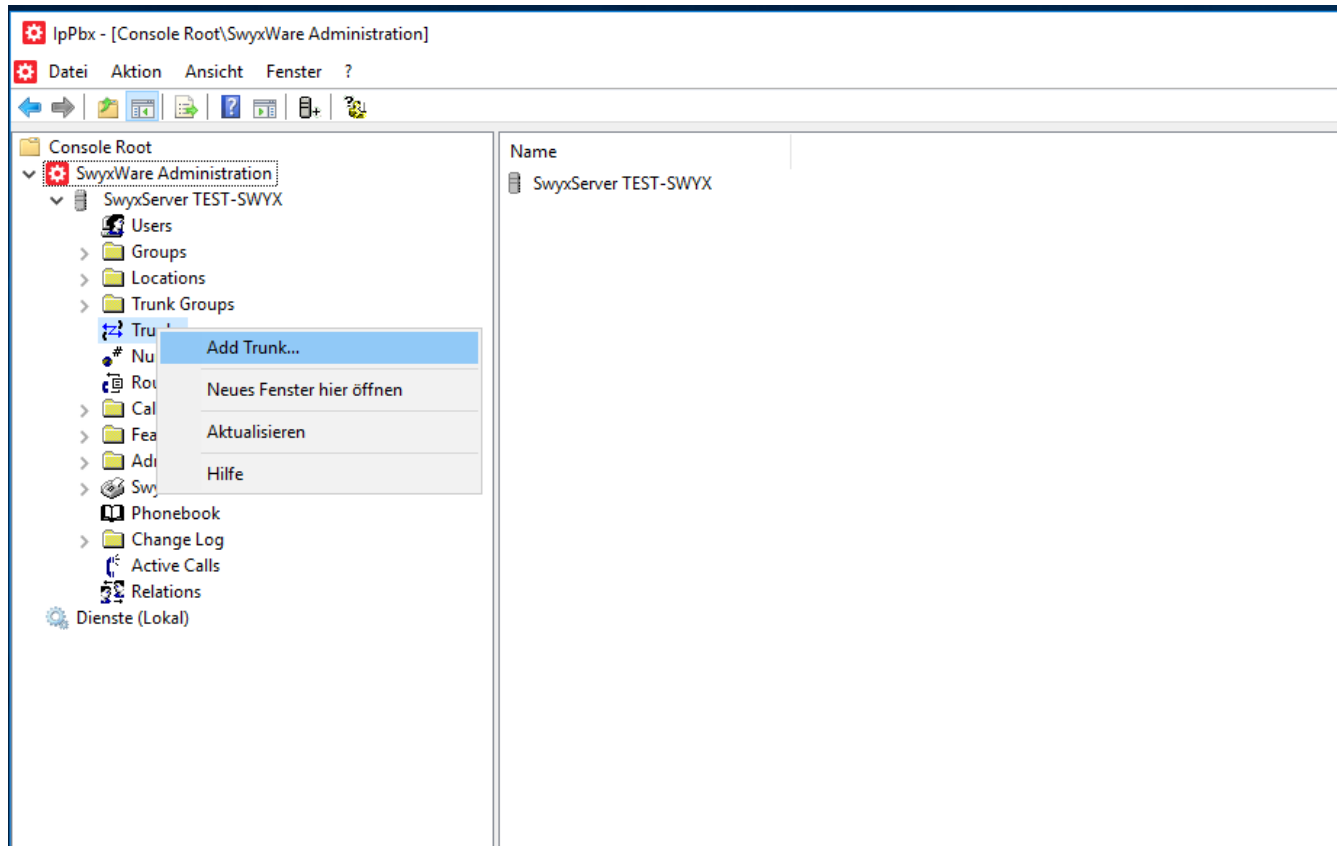 IpPbx - [Console Root\SwyxWare Administration]
Datei Aktion Ansicht Fenster ?
Console Root
SwyxWare Administration
SwyxServer TEST-SWYX
Users
Groups
Locations
Trunk Groups
Phonebook
Change Log
Active Calls
Relations
Dienste (Lokal)
Add Trunk...
Neues Fenster hier öffnen
Aktualisieren
Hilfe
Name
SwyxServer TEST-SWYX